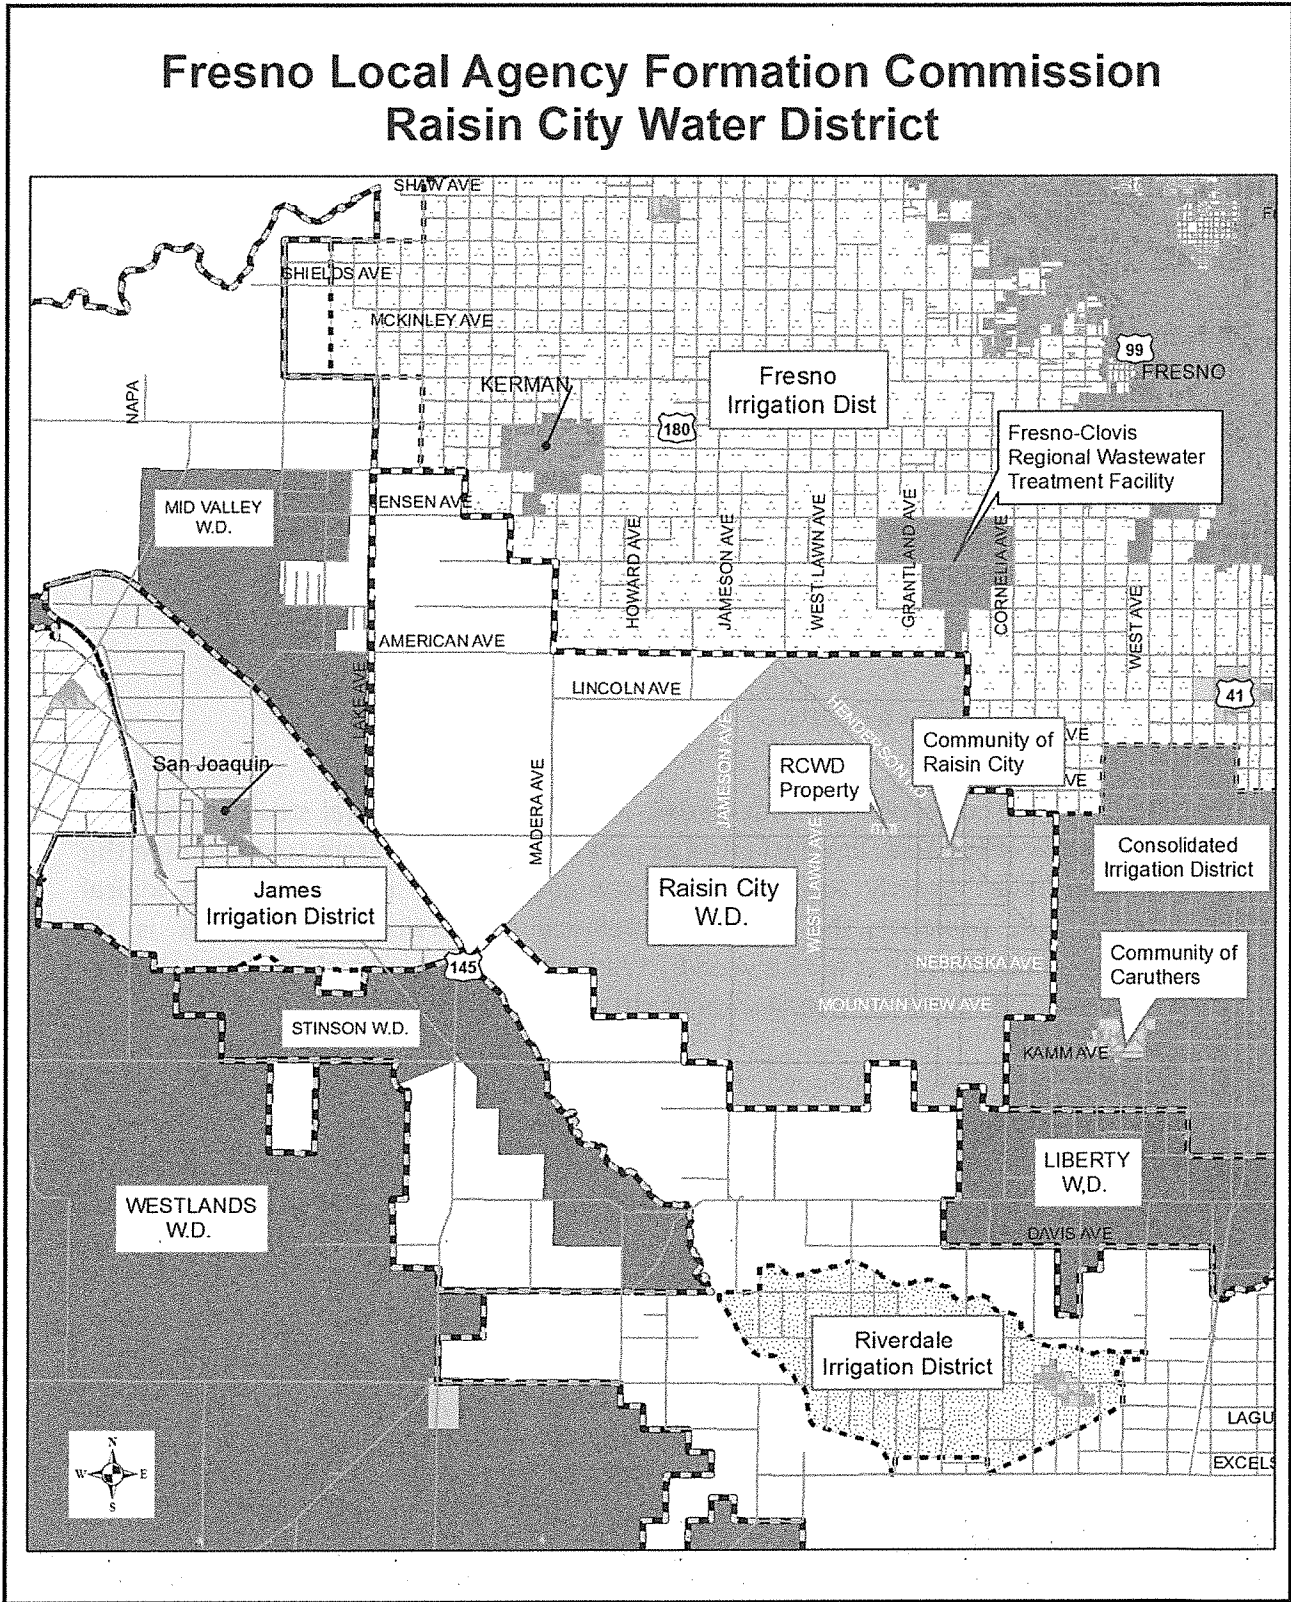 Fresno Local Agency Formation Commission
Raisin City Water District
SHAW AVE
SHIELDS AVE
MCKINLEY AVE
99
FRESNO
NAPA
KERMAN
Fresno
Irrigation Dist
180
Fresno-Clovis
Regional Wastewater
Treatment Facility
MID VALLEY
W.D.
ENSEN AVE
HOWARD AVE
JAMESON AVE
WEST LAWN AVE
GRANTLAND AVE
CORNELIA AVE
WEST AVE
AMERICAN AVE
LINCOLN AVE
LAKE AVE
41
JAMESON AVE
Community of
Raisin City
VE
VE
San Joaquin
RCWD
Property
MADERA AVE
WEST LAWN AVE
Consolidated
Irrigation District
James
Irrigation District
Raisin City
W.D.
145
NEBRASKA AVE
Community of
Caruthers
MOUNTAIN VIEW AVE
STINSON W.D.
KAMM AVE
LIBERTY
W,D.
WESTLANDS
W.D.
DAVIS AVE
Riverdale
Irrigation District
LAGU
EXCELS
N
W E
S